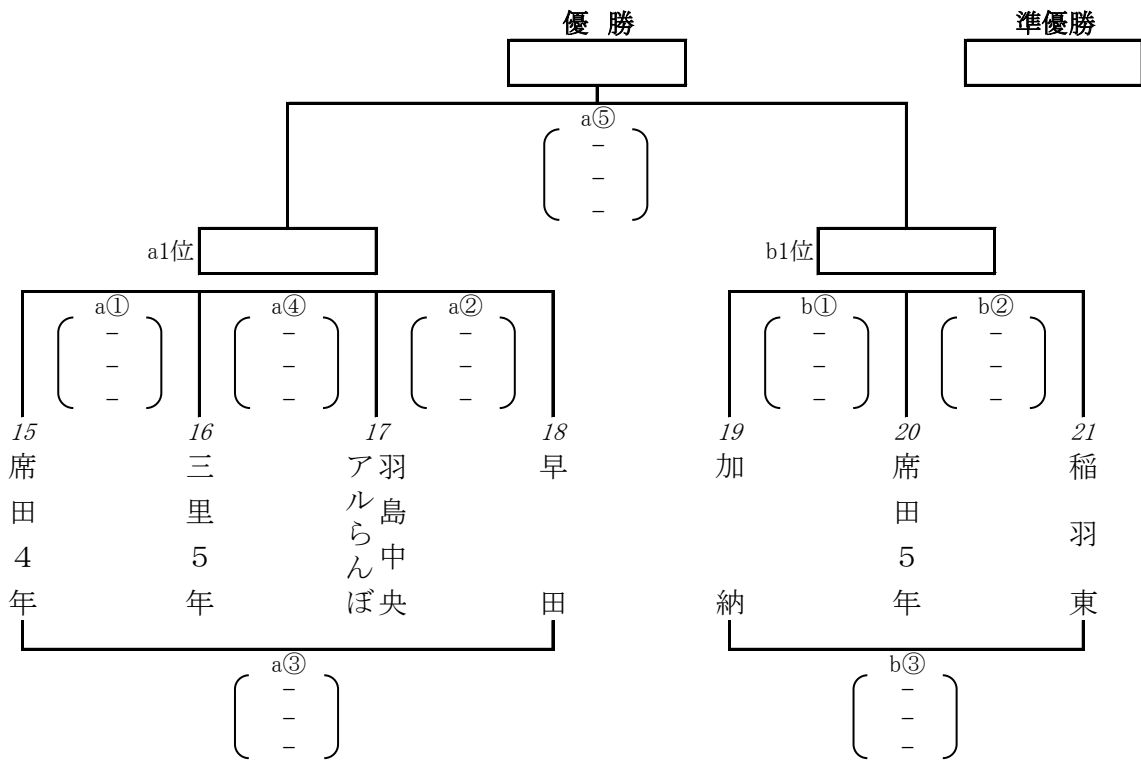 優 勝
準優勝
a⑤
－
－
－
a1位
b1位
a① a④ a② b① b②
－ － － － －
－ － － － －
－ － － － －
15 16 17 18 19 20 21
席田４年
三里５年
羽島中央
アルらんぼ
早田
加納
席田５年
稲羽東
a③ b③
－ －
－ －
－ －